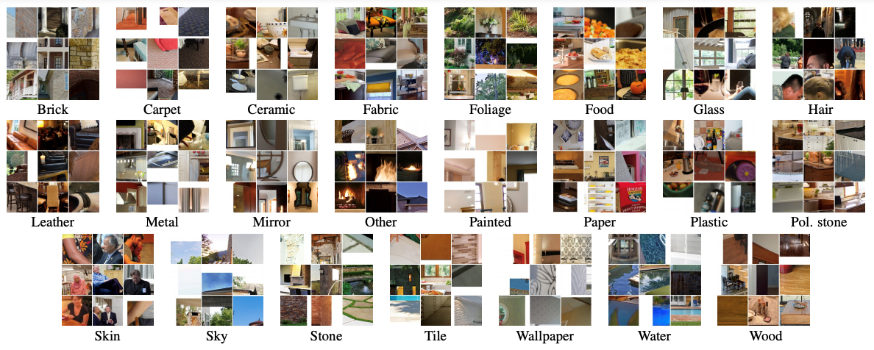 Brick Carpet Ceramic Fabric Foliage Food Glass Hair
Leather Metal Mirror Other Painted Paper Plastic Pol. stone
Skin Sky Stone Tile Wallpaper Water Wood